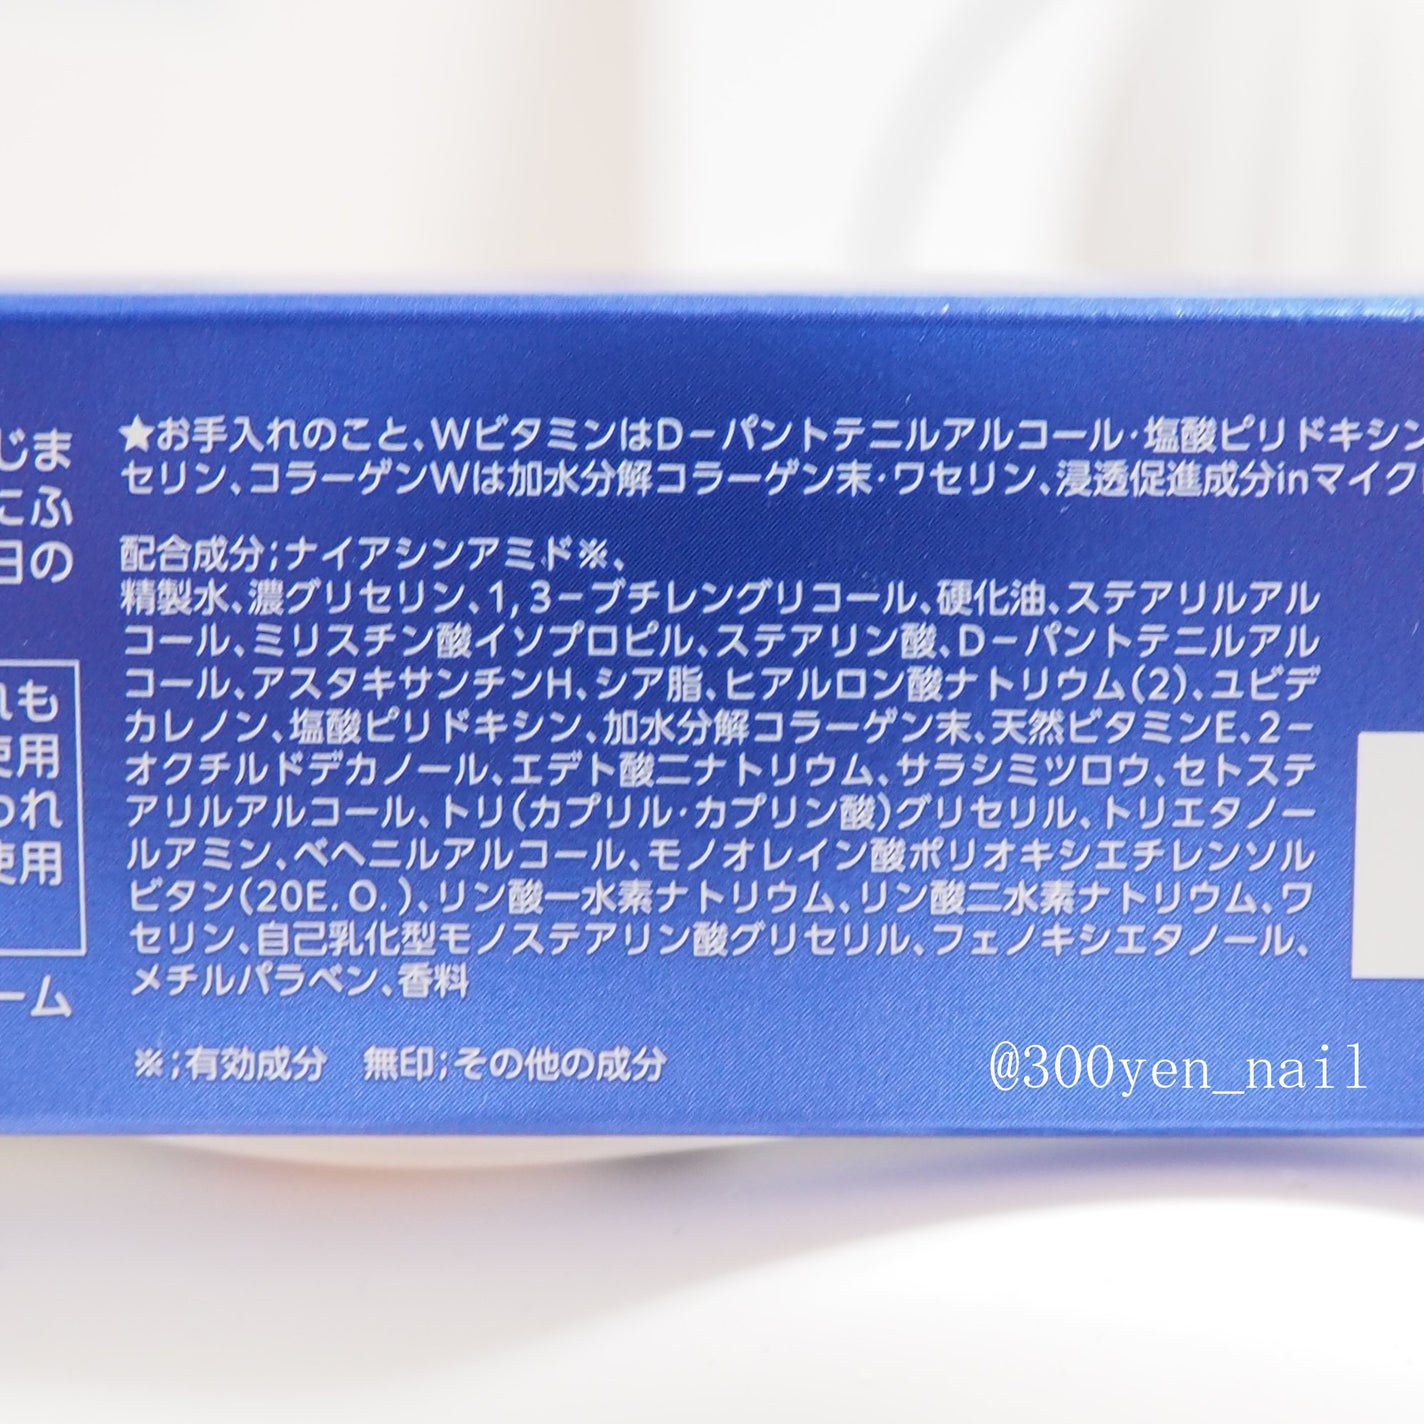 じま
にふ
日の
れも
使用
われ
使用
ーム
★お手入れのこと、WビタミンはD-パントテニルアルコール・塩酸ピリドキシン
セリン、コラーゲンWは加水分解コラーゲン末・ワセリン、浸透促進成分inマイク
配合成分;ナイアシンアミド※、
精製水、濃グリセリン、1,3-ブチレングリコール、硬化油、ステアリルアル
コール、ミリスチン酸イソプロピル、ステアリン酸、D-パントテニルアル
コール、アスタキサンチンH、シア脂、ヒアルロン酸ナトリウム(2)、ユビデ
カレノン、塩酸ピリドキシン、加水分解コラーゲン末、天然ビタミンE、2-
オクチルドデカノール、エデト酸二ナトリウム、サラシミツロウ、セトステ
アリルアルコール、トリ(カプリル・カプリン酸)グリセリル、トリエタノー
ルアミン、ベヘニルアルコール、モノオレイン酸ポリオキシエチレンソル
ビタン(20E.O.)、リン酸一水素ナトリウム、リン酸二水素ナトリウム、ワ
セリン、自己乳化型モノステアリン酸グリセリル、フェノキシエタノール、
メチルパラベン、香料
※;有効成分　無印;その他の成分
@300yen_nail